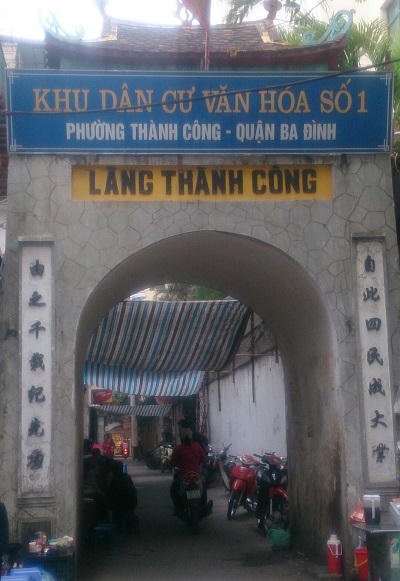 KHU DÂN CƯ VĂN HÓA SỐ 1
PHƯỜNG THÀNH CÔNG - QUẬN BA ĐÌNH
LÀNG THÀNH CÔNG
自此四民成大業
由之千載紀先功